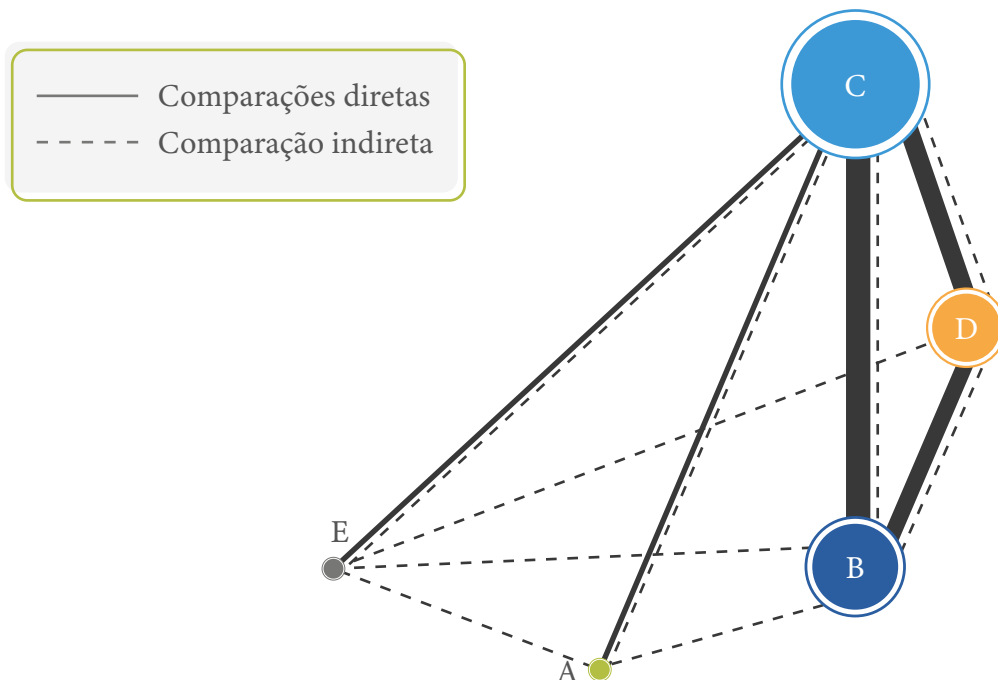 Comparações diretas
Comparação indireta
C
D
E
B
A